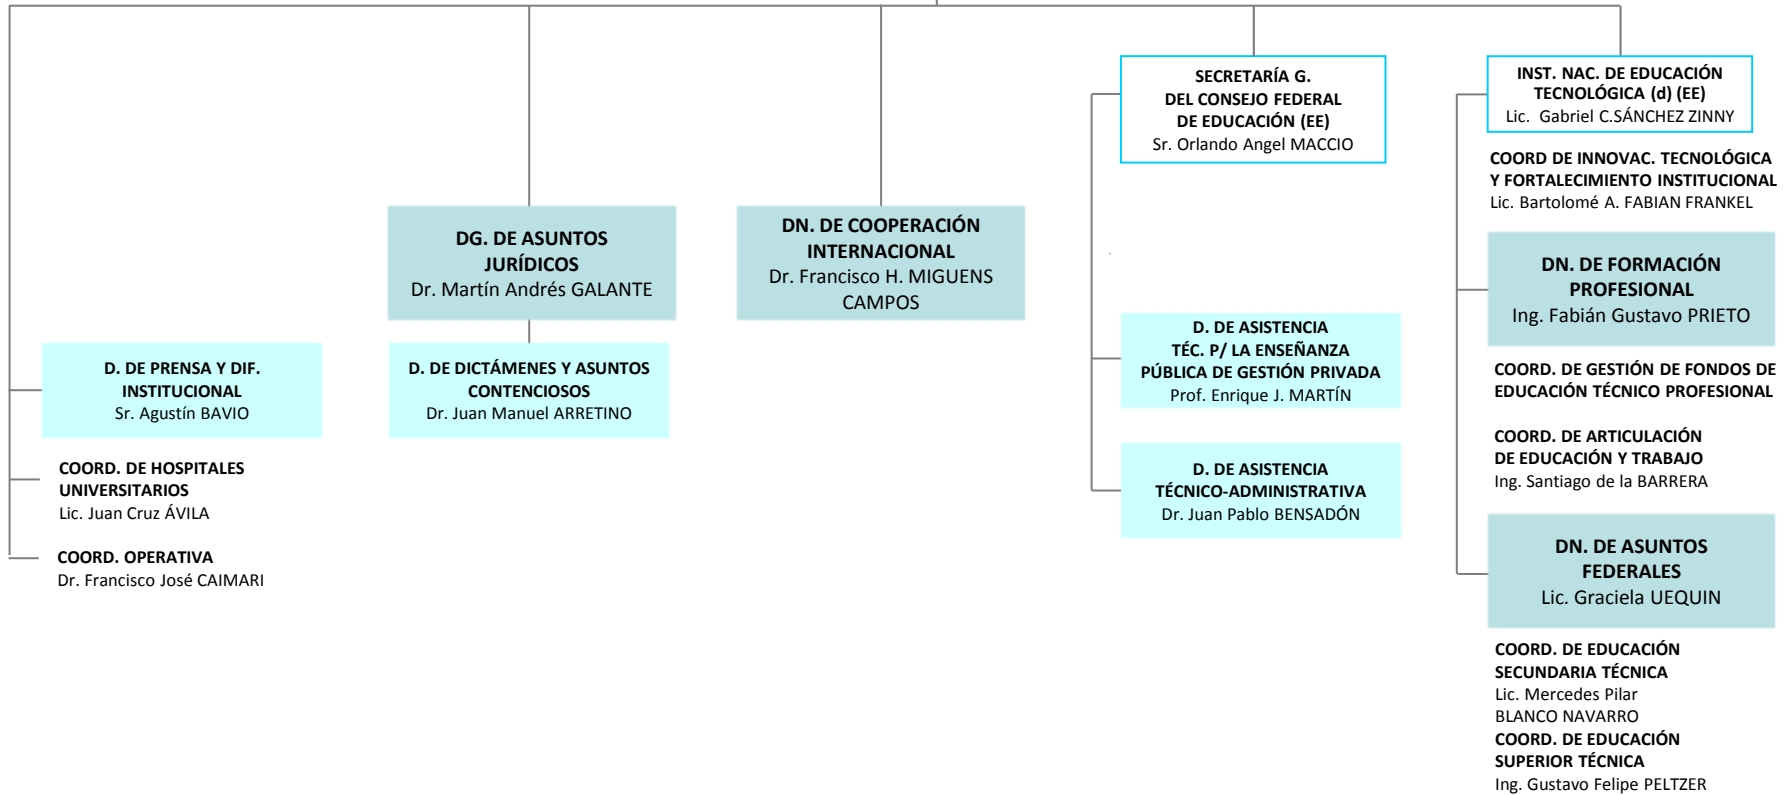 D. DE PRENSA Y DIF.
INSTITUCIONAL
Sr. Agustín BAVIO
COORD. DE HOSPITALES
UNIVERSITARIOS
Lic. Juan Cruz ÁVILA
COORD. OPERATIVA
Dr. Francisco José CAIMARI
DG. DE ASUNTOS
JURÍDICOS
Dr. Martín Andrés GALANTE
D. DE DICTÁMENES Y ASUNTOS
CONTENCIOSOS
Dr. Juan Manuel ARRETINO
DN. DE COOPERACIÓN
INTERNACIONAL
Dr. Francisco H. MIGUENS
CAMPOS
SECRETARÍA G.
DEL CONSEJO FEDERAL
DE EDUCACIÓN (EE)
Sr. Orlando Angel MACCIO
D. DE ASISTENCIA
TÉC. P/ LA ENSEÑANZA
PÚBLICA DE GESTIÓN PRIVADA
Prof. Enrique J. MARTÍN
D. DE ASISTENCIA
TÉCNICO-ADMINISTRATIVA
Dr. Juan Pablo BENSADÓN
INST. NAC. DE EDUCACIÓN
TECNOLÓGICA (d) (EE)
Lic. Gabriel C.SÁNCHEZ ZINNY
COORD DE INNOVAC. TECNOLÓGICA
Y FORTALECIMIENTO INSTITUCIONAL
Lic. Bartolomé A. FABIAN FRANKEL
DN. DE FORMACIÓN
PROFESIONAL
Ing. Fabián Gustavo PRIETO
COORD. DE GESTIÓN DE FONDOS DE
EDUCACIÓN TÉCNICO PROFESIONAL
COORD. DE ARTICULACIÓN
DE EDUCACIÓN Y TRABAJO
Ing. Santiago de la BARRERA
DN. DE ASUNTOS
FEDERALES
Lic. Graciela UEQUIN
COORD. DE EDUCACIÓN
SECUNDARIA TÉCNICA
Lic. Mercedes Pilar
BLANCO NAVARRO
COORD. DE EDUCACIÓN
SUPERIOR TÉCNICA
Ing. Gustavo Felipe PELTZER